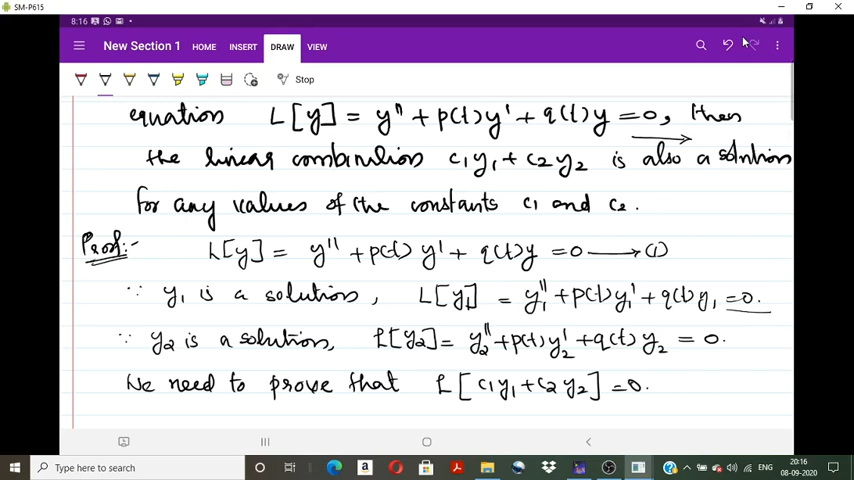 SM-P615
8:16
New Section 1 HOME INSERT DRAW VIEW
Stop
equation L[y] = y'' + p(t)y' + q(t)y = 0, then
the linear combination c1y1 + c2y2 is also a solution
for any values of the constants c1 and c2.
Proof:-
L[y] = y'' + p(t) y' + q(t)y = 0 → (1)
∵ y1 is a solution, L[y1] = y1'' + p(t)y1' + q(t)y1 = 0.
∵ y2 is a solution, L[y2] = y2'' + p(t)y2' + q(t)y2 = 0.
We need to prove that L[c1y1 + c2y2] = 0.
Type here to search
a
ENG
20:16
08-09-2020